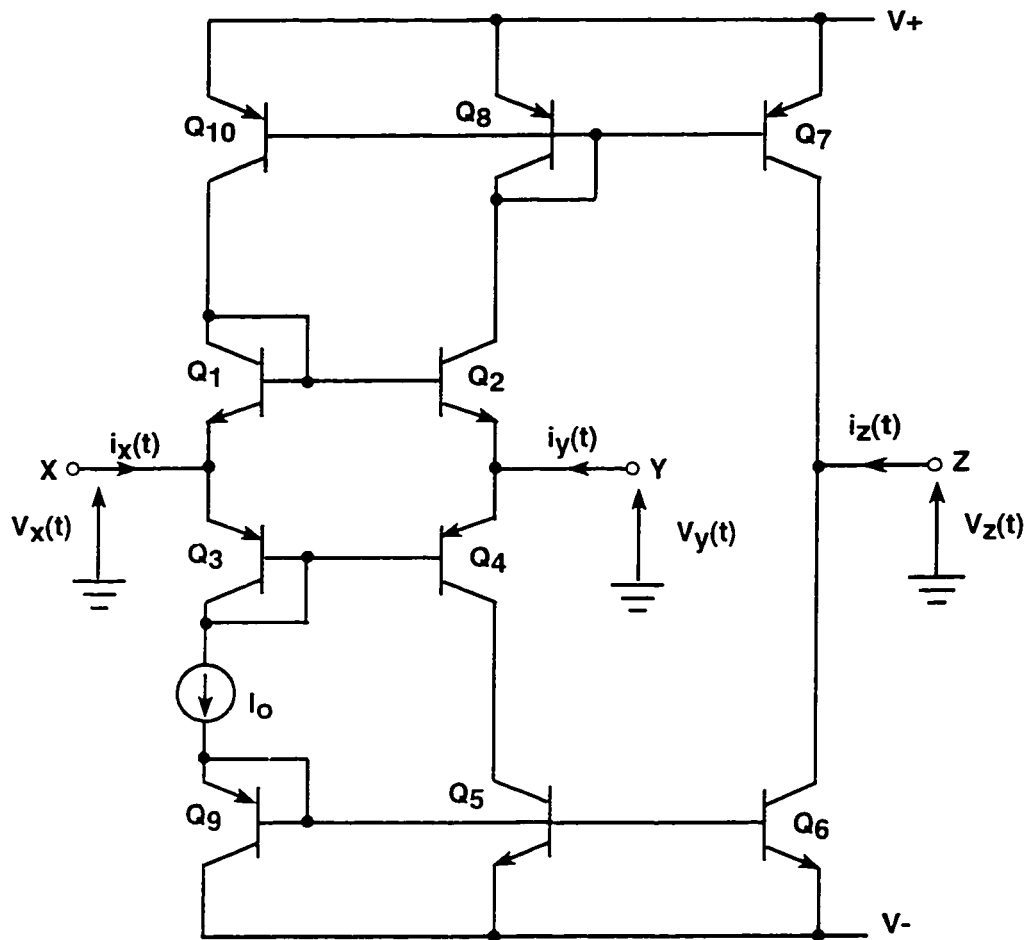 V+
Q10
Q8
Q7
Q1
Q2
X
ix(t)
iy(t)
Y
iz(t)
Z
Vx(t)
Vy(t)
Vz(t)
Q3
Q4
Io
Q9
Q5
Q6
V-